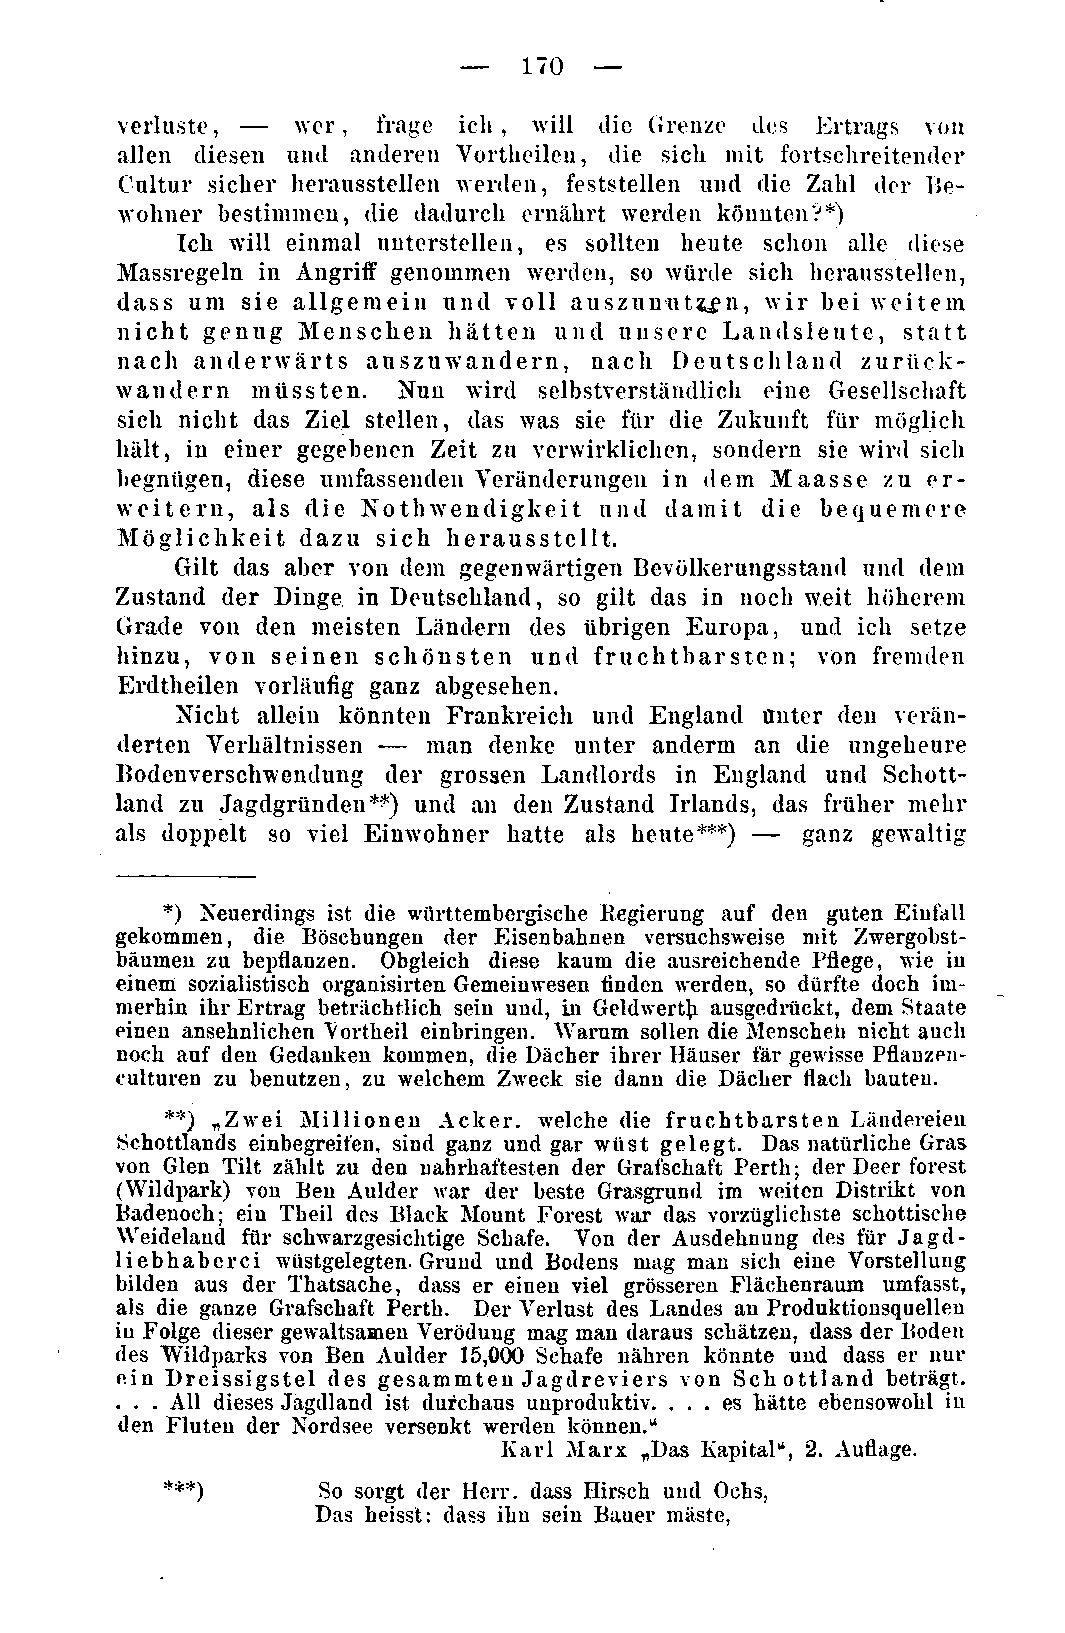 — 170 —
verluste, — wer, frage ich, will die Grenze des Ertrags von
allen diesen und anderen Vortheilen, die sich mit fortschreitender
Cultur sicher herausstellen werden, feststellen und die Zahl der Be-
wohner bestimmen, die dadurch ernährt werden könnten?*)
Ich will einmal unterstellen, es sollten heute schon alle diese
Massregeln in Angriff genommen werden, so würde sich herausstellen,
dass um sie allgemein und voll auszunutzen, wir bei weitem
nicht genug Menschen hätten und unsere Landsleute, statt
nach anderwärts auszuwandern, nach Deutschland zurück-
wandern müssten. Nun wird selbstverständlich eine Gesellschaft
sich nicht das Ziel stellen, das was sie für die Zukunft für möglich
hält, in einer gegebenen Zeit zu verwirklichen, sondern sie wird sich
begnügen, diese umfassenden Veränderungen in dem Maasse zu er-
weitern, als die Nothwendigkeit und damit die bequemere
Möglichkeit dazu sich herausstellt.
Gilt das aber von dem gegenwärtigen Bevölkerungsstand und dem
Zustand der Dinge in Deutschland, so gilt das in noch weit höherem
Grade von den meisten Ländern des übrigen Europa, und ich setze
hinzu, von seinen schönsten und fruchtbarsten; von fremden
Erdtheilen vorläufig ganz abgesehen.
Nicht allein könnten Frankreich und England unter den verän-
derten Verhältnissen — man denke unter anderm an die ungeheure
Bodenverschwendung der grossen Landlords in England und Schott-
land zu Jagdgründen**) und an den Zustand Irlands, das früher mehr
als doppelt so viel Einwohner hatte als heute***) — ganz gewaltig
*) Neuerdings ist die württembergische Regierung auf den guten Einfall
gekommen, die Böschungen der Eisenbahnen versuchsweise mit Zwergobst-
bäumen zu bepflanzen. Obgleich diese kaum die ausreichende Pflege, wie in
einem sozialistisch organisirten Gemeinwesen finden werden, so dürfte doch im-
merhin ihr Ertrag beträchtlich sein und, in Geldwerth ausgedrückt, dem Staate
einen ansehnlichen Vortheil einbringen. Warum sollen die Menschen nicht auch
noch auf den Gedanken kommen, die Dächer ihrer Häuser fär gewisse Pflanzen-
culturen zu benutzen, zu welchem Zweck sie dann die Dächer flach bauten.
**) „Zwei Millionen Acker. welche die fruchtbarsten Ländereien
Schottlands einbegreifen, sind ganz und gar wüst gelegt. Das natürliche Gras
von Glen Tilt zählt zu den nahrhaftesten der Grafschaft Perth; der Deer forest
(Wildpark) von Ben Aulder war der beste Grasgrund im weiten Distrikt von
Badenoch; ein Theil des Black Mount Forest war das vorzüglichste schottische
Weideland für schwarzgesichtige Schafe. Von der Ausdehnung des für Jagd-
liebhaberei wüstgelegten Grund und Bodens mag man sich eine Vorstellung
bilden aus der Thatsache, dass er einen viel grösseren Flächenraum umfasst,
als die ganze Grafschaft Perth. Der Verlust des Landes an Produktionsquellen
in Folge dieser gewaltsamen Verödung mag man daraus schätzen, dass der Boden
des Wildparks von Ben Aulder 15,000 Schafe nähren könnte und dass er nur
ein Dreissigstel des gesammten Jagdreviers von Schottland beträgt.
. . . All dieses Jagdland ist durchaus unproduktiv. . . . es hätte ebensowohl in
den Fluten der Nordsee versenkt werden können.“
Karl Marx „Das Kapital“, 2. Auflage.
***) So sorgt der Herr. dass Hirsch und Ochs,
Das heisst: dass ihn sein Bauer mäste,